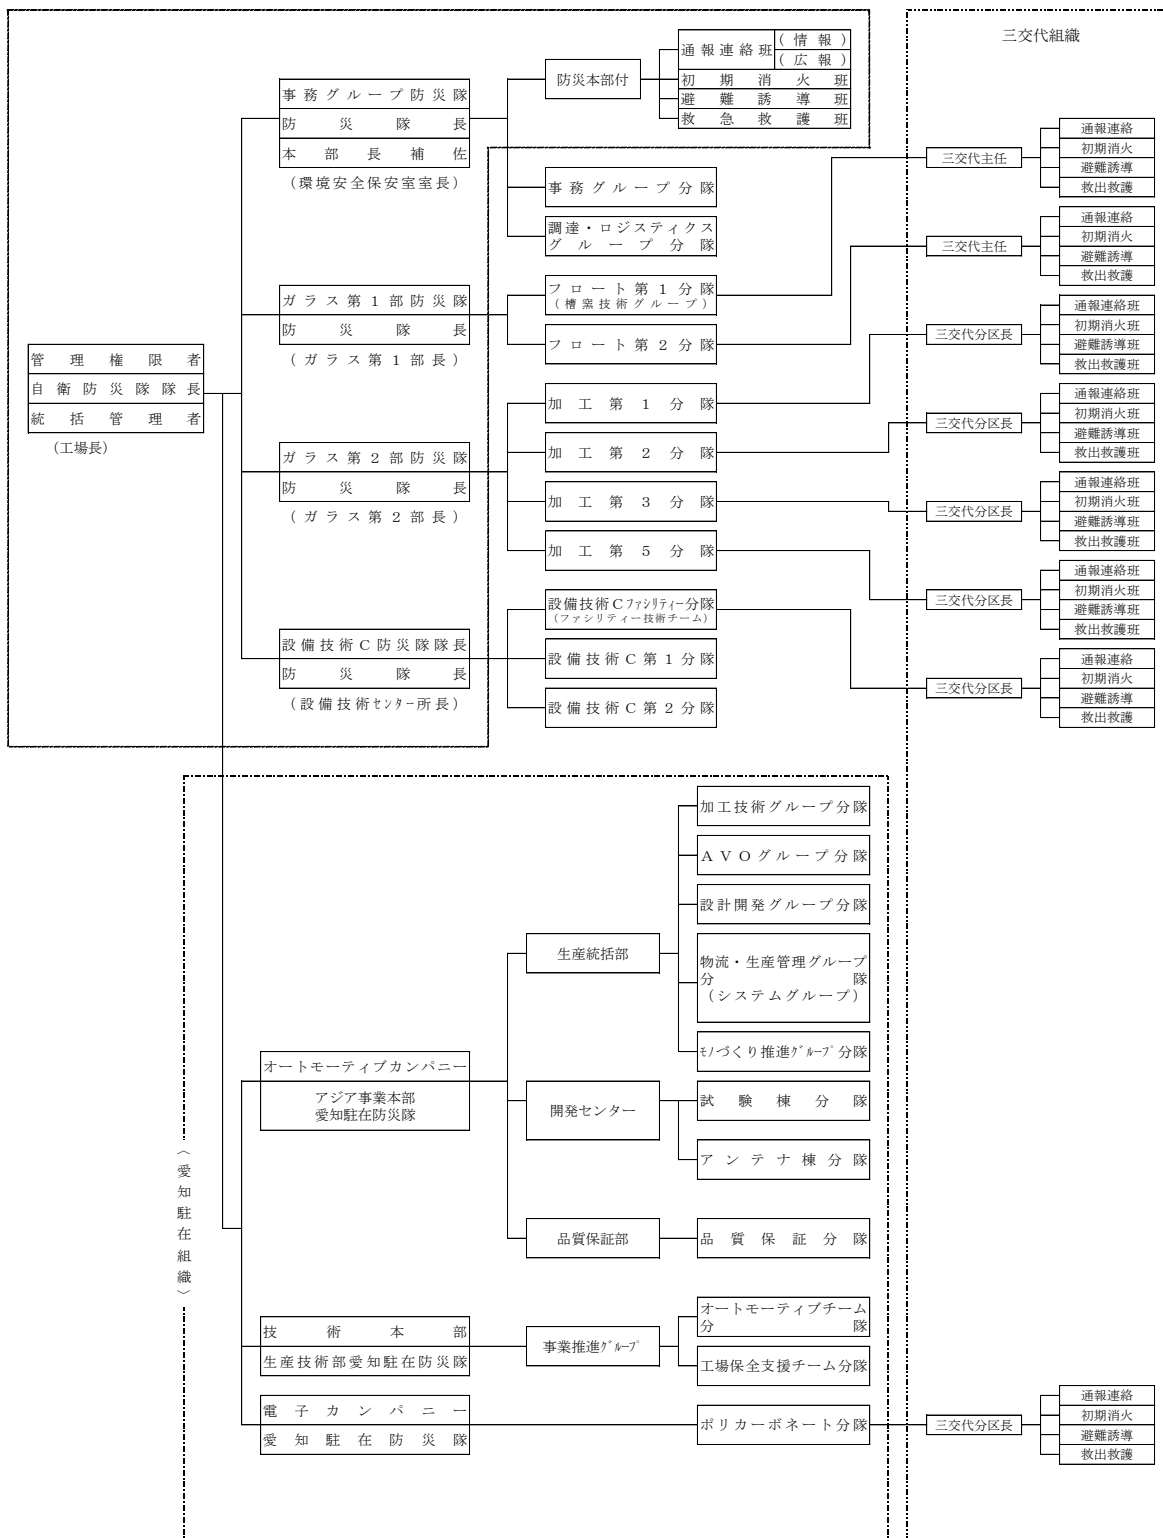 三交代組織
管理権限者
自衛防災隊隊長
統括管理者
(工場長)
事務グループ防災隊
防災隊長
本部長補佐
(環境安全保安室室長)
防災本部付
通報連絡班
(情報)
(広報)
初期消火班
避難誘導班
救急救護班
事務グループ分隊
調達・ロジスティクス
グループ分隊
ガラス第1部防災隊
防災隊長
(ガラス第1部長)
フロート第1分隊
(槽窯技術グループ)
三交代主任
通報連絡
初期消火
避難誘導
救出救護
フロート第2分隊
三交代主任
通報連絡
初期消火
避難誘導
救出救護
ガラス第2部防災隊
防災隊長
(ガラス第2部長)
加工第1分隊
三交代分区長
通報連絡班
初期消火班
避難誘導班
救出救護班
加工第2分隊
三交代分区長
通報連絡班
初期消火班
避難誘導班
救出救護班
加工第3分隊
三交代分区長
通報連絡班
初期消火班
避難誘導班
救出救護班
加工第5分隊
三交代分区長
通報連絡班
初期消火班
避難誘導班
救出救護班
設備技術C防災隊隊長
防災隊長
(設備技術ｾﾝﾀｰ所長)
設備技術Cﾌｧｼﾘﾃｨｰ分隊
(ファシリティー技術チーム)
三交代分区長
通報連絡
初期消火
避難誘導
救出救護
設備技術C第1分隊
設備技術C第2分隊
〈愛知駐在組織〉
オートモーティブカンパニー
アジア事業本部
愛知駐在防災隊
生産統括部
加工技術グループ分隊
AVOグループ分隊
設計開発グループ分隊
物流・生産管理グループ
分隊
(システムグループ)
ﾓﾉづくり推進ｸﾞﾙｰﾌﾟ分隊
開発センター
試験棟分隊
アンテナ棟分隊
品質保証部
品質保証分隊
技術本部
生産技術部愛知駐在防災隊
事業推進ｸﾞﾙｰﾌﾟ
オートモーティブチーム
分隊
工場保全支援チーム分隊
電子カンパニー
愛知駐在防災隊
ポリカーボネート分隊
三交代分区長
通報連絡
初期消火
避難誘導
救出救護